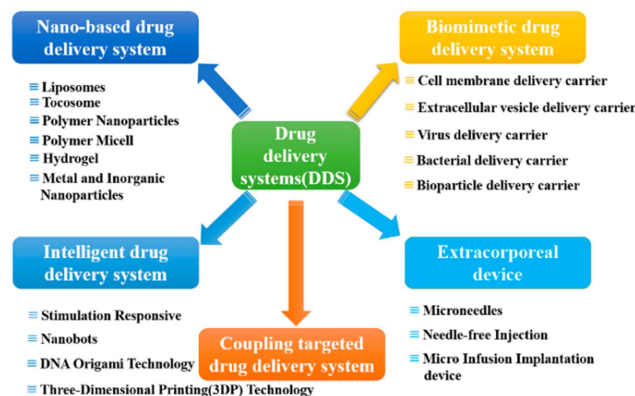 Nano-based drug
delivery system
Liposomes
Tocosome
Polymer Nanoparticles
Polymer Micell
Hydrogel
Metal and Inorganic
Nanoparticles
Biomimetic drug
delivery system
Cell membrane delivery carrier
Extracellular vesicle delivery carrier
Virus delivery carrier
Bacterial delivery carrier
Bioparticle delivery carrier
Drug
delivery
systems(DDS)
Intelligent drug
delivery system
Stimulation Responsive
Nanobots
DNA Origami Technology
Three-Dimensional Printing(3DP) Technology
Coupling targeted
drug delivery system
Extracorporeal
device
Microneedles
Needle-free Injection
Micro Infusion Implantation
device